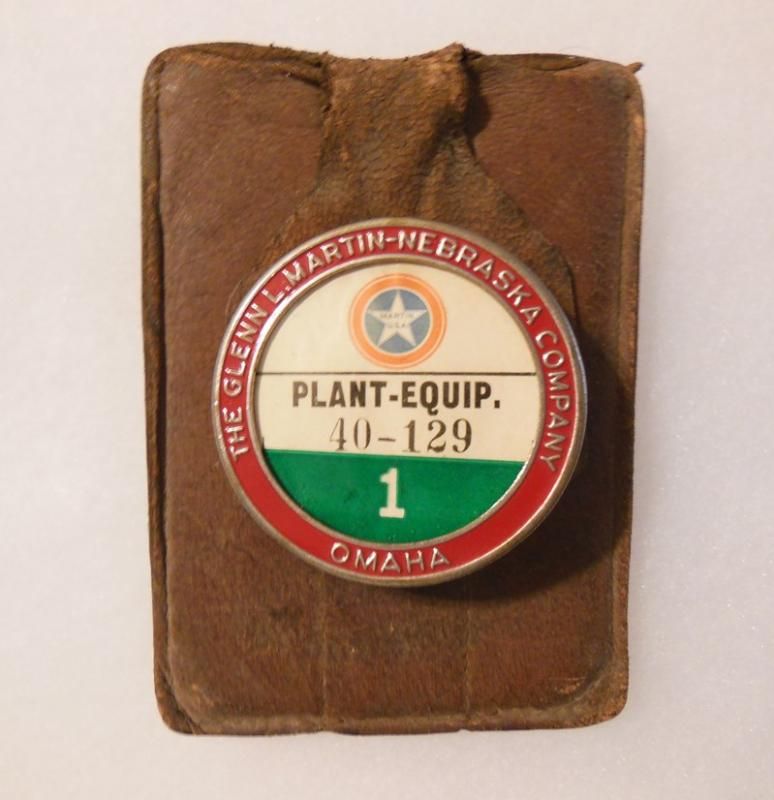 THE GLENN L. MARTIN-NEBRASKA COMPANY
MARTIN
U.S.A.
PLANT-EQUIP.
40-129
1
OMAHA